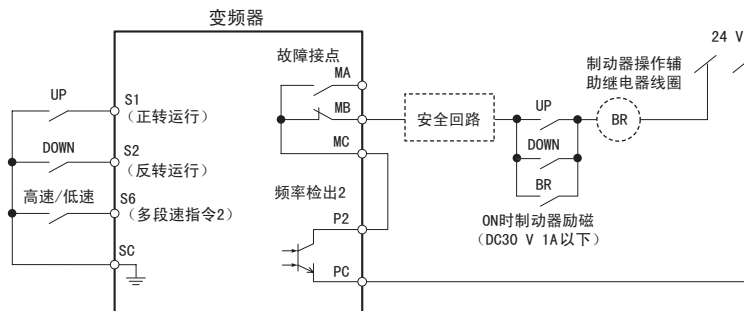 变频器
24 V
故障接点
MA
制动器操作辅
助继电器线圈
UP
S1
(正转运行)
MB
安全回路
UP
BR
DOWN
S2
(反转运行)
MC
DOWN
高速/低速
S6
(多段速指令2)
频率检出2
BR
P2
ON时制动器励磁
(DC30 V 1A以下)
SC
PC